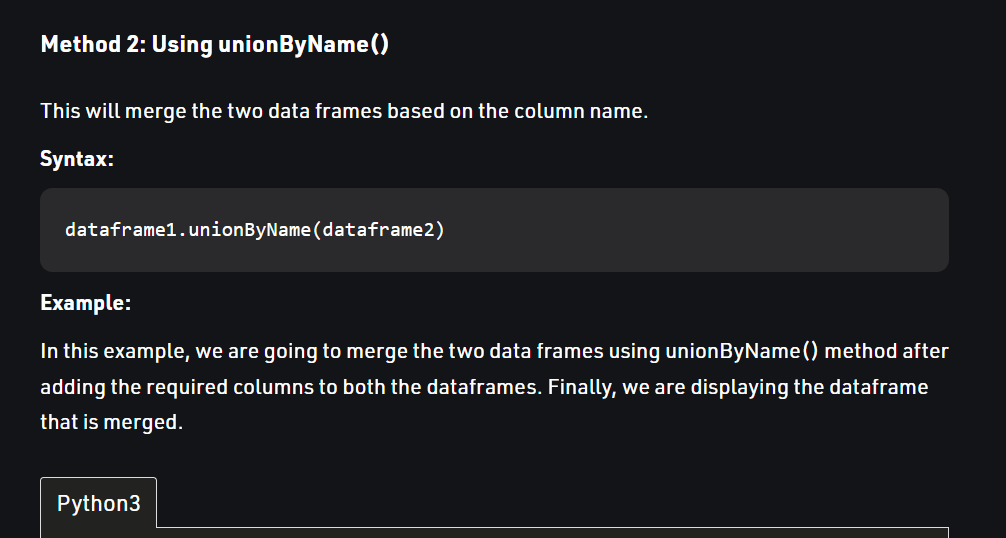 Method 2: Using unionByName()
This will merge the two data frames based on the column name.
Syntax:
dataframe1.unionByName(dataframe2)
Example:
In this example, we are going to merge the two data frames using unionByName() method after
adding the required columns to both the dataframes. Finally, we are displaying the dataframe
that is merged.
Python3